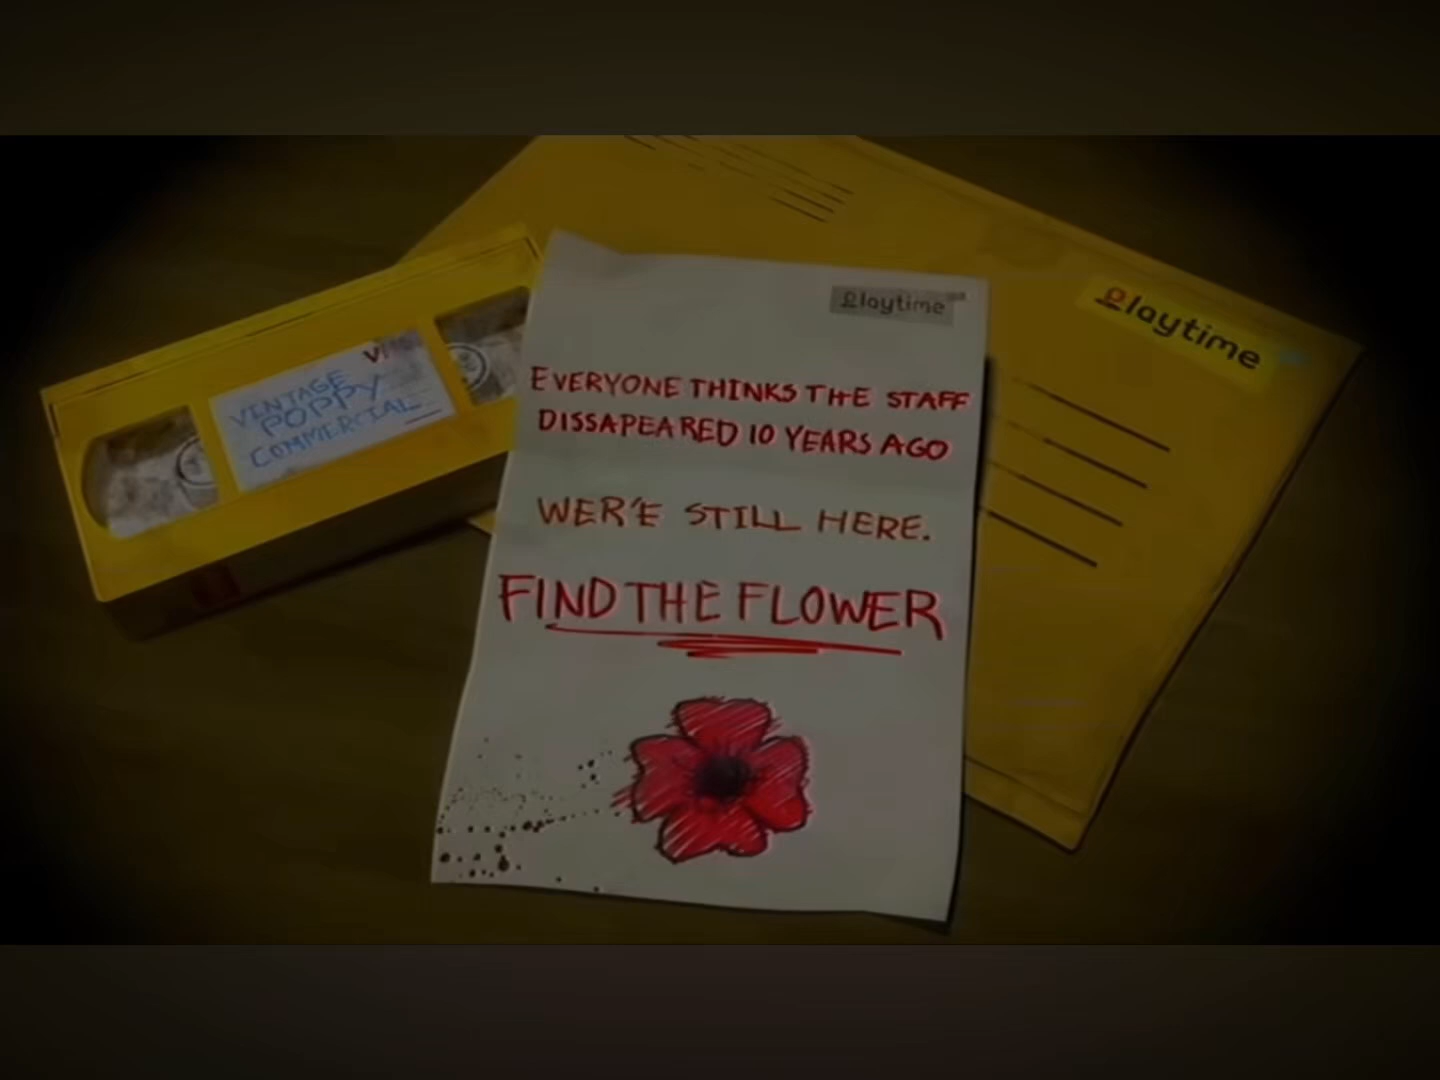 Playtime
EVERYONE THINKS THE STAFF
DISSAPEARED 10 YEARS AGO
WER'E STILL HERE.
FIND THE FLOWER
VINTAGE
POPPY
COMMERCIAL
Playtime